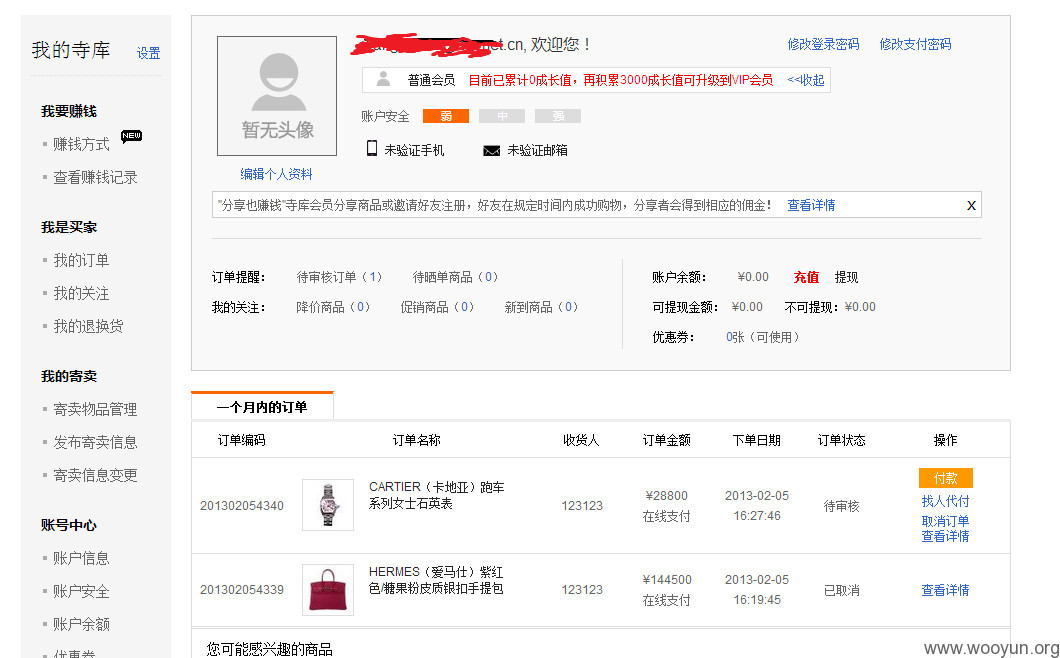 我的寺库 设置
我要赚钱
赚钱方式 NEW
查看赚钱记录
我是买家
我的订单
我的关注
我的退换货
我的寄卖
寄卖物品管理
发布寄卖信息
寄卖信息变更
账号中心
账户信息
账户安全
账户余额
优惠券
暂无头像
编辑个人资料
et.cn, 欢迎您！
修改登录密码 修改支付密码
普通会员 目前已累计0成长值，再积累3000成长值可升级到VIP会员 <<收起
账户安全 弱 中 强
未验证手机 未验证邮箱
"分享也赚钱"寺库会员分享商品或邀请好友注册，好友在规定时间内成功购物，分享者会得到相应的佣金！ 查看详情 X
订单提醒： 待审核订单（1） 待晒单商品（0）
我的关注： 降价商品（0） 促销商品（0） 新到商品（0）
账户余额： ¥0.00 充值 提现
可提现金额： ¥0.00 不可提现：¥0.00
优惠券： 0张（可使用）
一个月内的订单
订单编码 订单名称 收货人 订单金额 下单日期 订单状态 操作
201302054340
CARTIER（卡地亚）跑车
系列女士石英表
123123
¥28800
在线支付
2013-02-05
16:27:46
待审核
付款
找人代付
取消订单
查看详情
201302054339
HERMES（爱马仕）紫红
色/糖果粉皮质银扣手提包
123123
¥144500
在线支付
2013-02-05
16:19:45
已取消
查看详情
您可能感兴趣的商品
www.wooyun.org